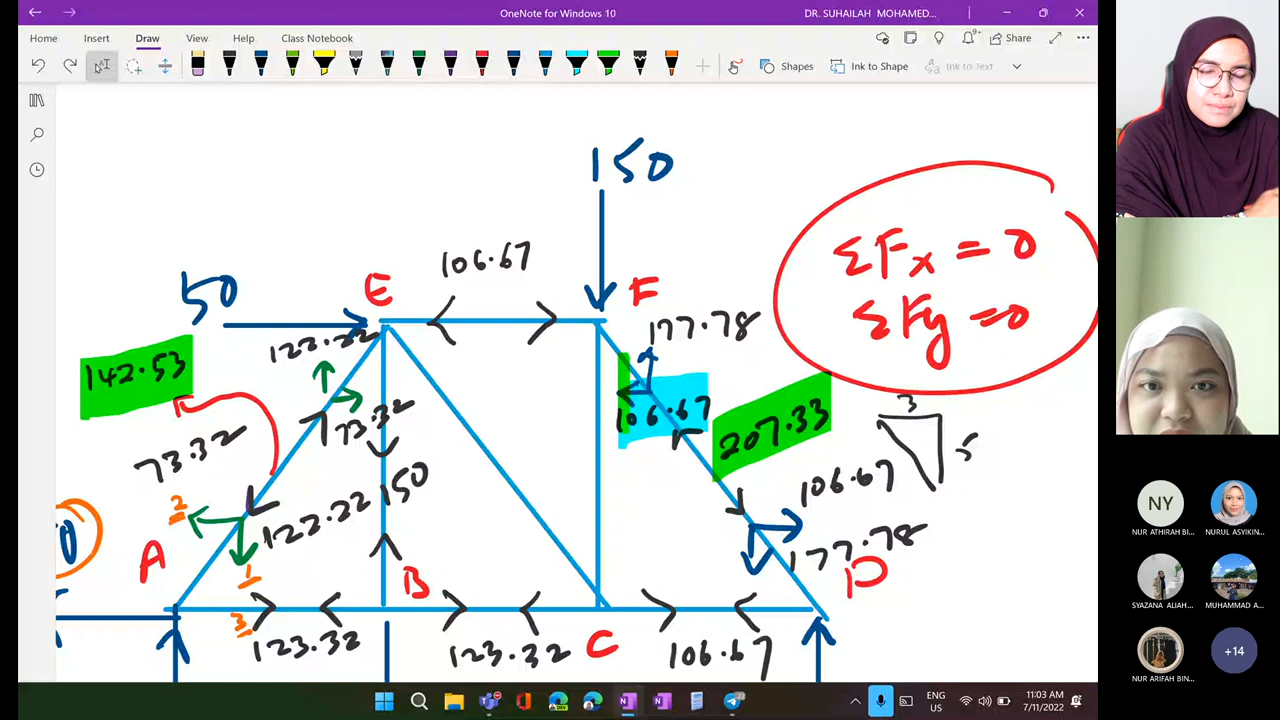 OneNote for Windows 10
DR. SUHAILAH MOHAMED...
Home
Insert
Draw
View
Help
Class Notebook
Share
Shapes
Ink to Shape
Ink to Text
150
50
E
106.67
F
ΣFx = 0
ΣFy = 0
122.22
177.78
142.53
73.32
106.67
207.33
3
5
73.32
150
106.67
2
122.22
177.78
A
1
B
D
3
123.32
123.32
C
106.67
NY
NUR ATHIRAH BI...
NURUL ASYIKIN...
SYAZANA ALIAH...
MUHAMMAD A...
NUR ARIFAH BIN...
+14
ENG
US
11:03 AM
7/11/2022